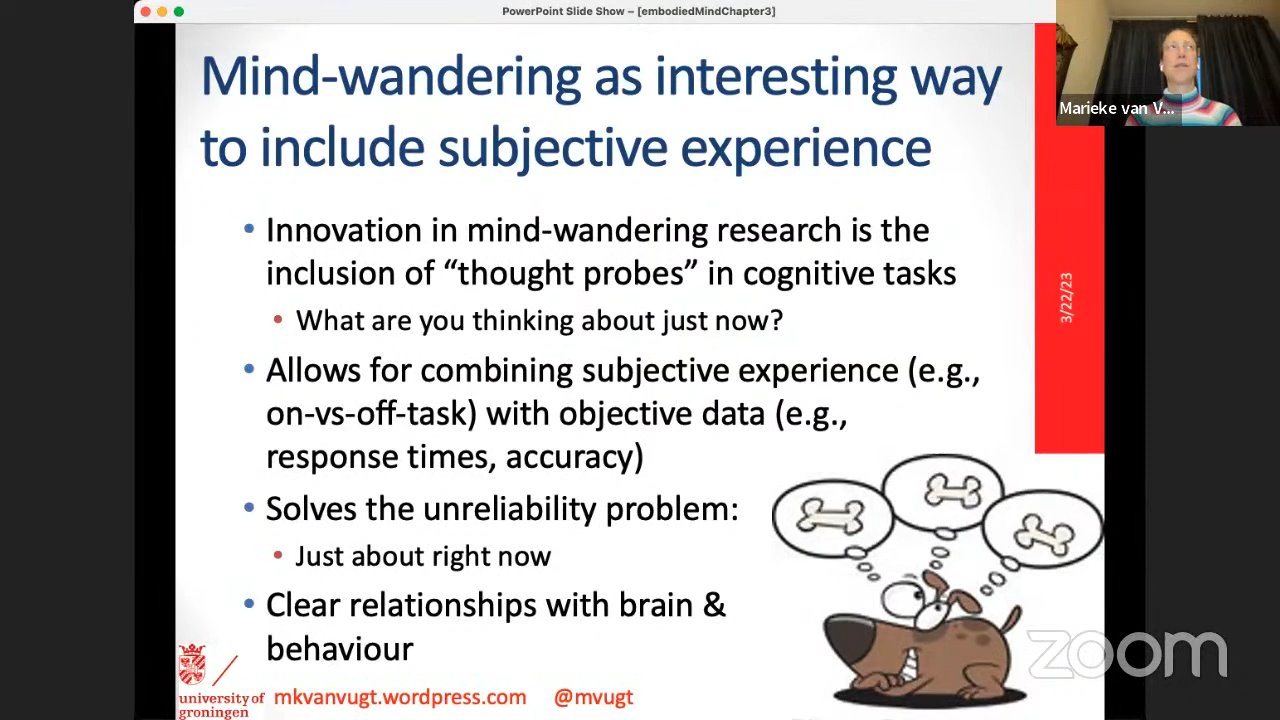 PowerPoint Slide Show – [embodiedMindChapter3]
Mind-wandering as interesting way
to include subjective experience
• Innovation in mind-wandering research is the
inclusion of “thought probes” in cognitive tasks
• What are you thinking about just now?
• Allows for combining subjective experience (e.g.,
on-vs-off-task) with objective data (e.g.,
response times, accuracy)
• Solves the unreliability problem:
• Just about right now
• Clear relationships with brain &
behaviour
university of
groningen
mkvanvugt.wordpress.com @mvugt
3/22/23
Marieke van V...
zoom